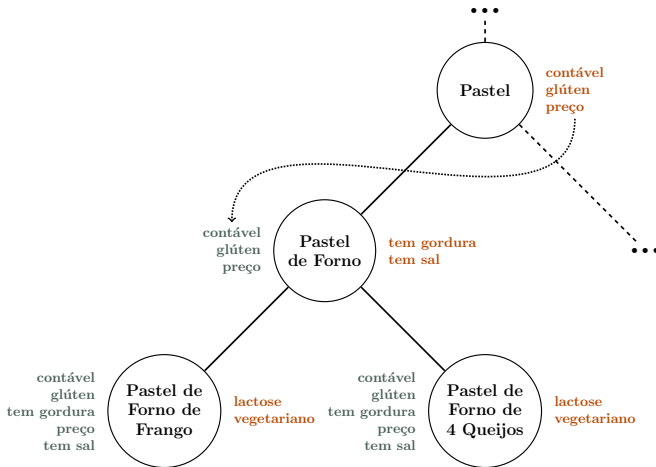 Pastel
contável
glúten
preço
contável
glúten
preço
Pastel
de Forno
tem gordura
tem sal
contável
glúten
tem gordura
preço
tem sal
Pastel de
Forno de
Frango
lactose
vegetariano
contável
glúten
tem gordura
preço
tem sal
Pastel de
Forno de
4 Queijos
lactose
vegetariano